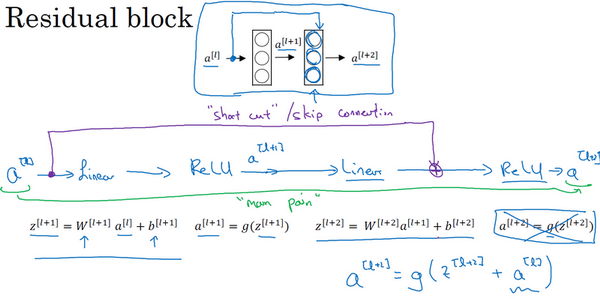 Residual block
a^[l] a^[l+1] a^[l+2]
"short cut" / skip connection
a^[l] → Linear → ReLU a^[l+1] → Linear → ReLU → a^[l+2]
"main path"
z^[l+1] = W^[l+1] a^[l] + b^[l+1] a^[l+1] = g(z^[l+1]) z^[l+2] = W^[l+2] a^[l+1] + b^[l+2] a^[l+2] = g(z^[l+2])
a^[l+2] = g(z^[l+2] + a^[l])